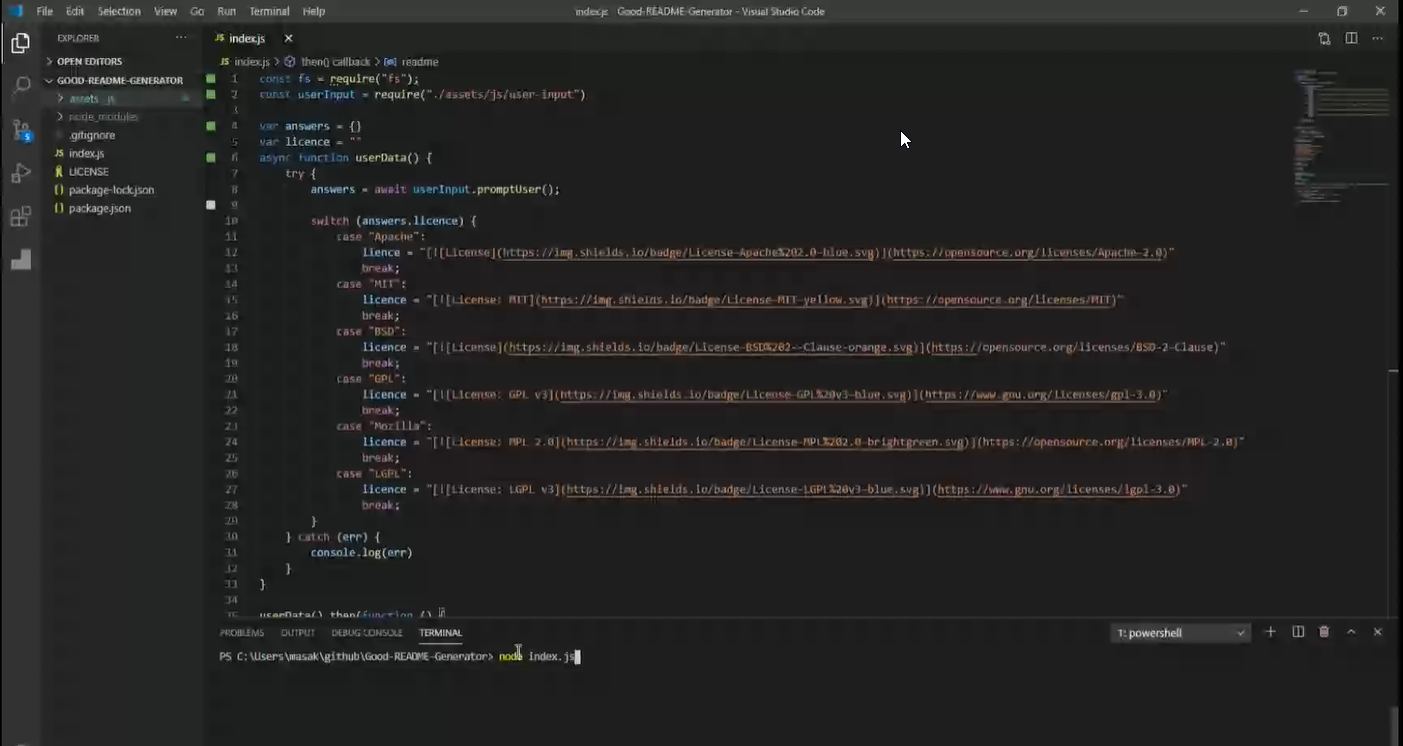 File Edit Selection View Go Run Terminal Help
index.js - Good-README-Generator - Visual Studio Code
EXPLORER
OPEN EDITORS
GOOD-README-GENERATOR
assets \ js
node_modules
.gitignore
JS index.js
LICENSE
{} package-lock.json
{} package.json
JS index.js
JS index.js > then() callback > readme
1 const fs = require("fs");
2 const userInput = require("./assets/js/user-input")
3
4 var answers = {}
5 var licence = ""
6 async function userData() {
7 try {
8 answers = await userInput.promptUser();
9
10 switch (answers.licence) {
11 case "Apache":
12 lience = "[![License](https://img.shields.io/badge/License-Apache%202.0-blue.svg)](https://opensource.org/licenses/Apache-2.0)"
13 break;
14 case "MIT":
15 licence = "[![License: MIT](https://img.shields.io/badge/License-MIT-yellow.svg)](https://opensource.org/licenses/MIT)"
16 break;
17 case "BSD":
18 licence = "[![License](https://img.shields.io/badge/License-BSD%202--Clause-orange.svg)](https://opensource.org/licenses/BSD-2-Clause)"
19 break;
20 case "GPL":
21 licence = "[![License: GPL v3](https://img.shields.io/badge/License-GPL%20v3-blue.svg)](https://www.gnu.org/licenses/gpl-3.0)"
22 break;
23 case "Mozilla":
24 licence = "[![License: MPL 2.0](https://img.shields.io/badge/License-MPL%202.0-brightgreen.svg)](https://opensource.org/licenses/MPL-2.0)"
25 break;
26 case "LGPL":
27 licence = "[![License: LGPL v3](https://img.shields.io/badge/License-LGPL%20v3-blue.svg)](https://www.gnu.org/licenses/lgpl-3.0)"
28 break;
29 }
30 } catch (err) {
31 console.log(err)
32 }
33 }
34
35 userData().then(function () {
PROBLEMS OUTPUT DEBUG CONSOLE TERMINAL
1: powershell
PS C:\Users\masak\github\Good-README-Generator> node index.js